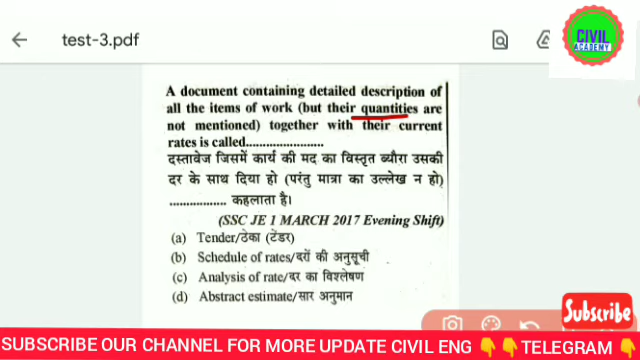 test-3.pdf
CIVIL
ACADEMY
A document containing detailed description of
all the items of work (but their quantities are
not mentioned) together with their current
rates is called........................
दस्तावेज जिसमें कार्य की मद का विस्तृत ब्यौरा उसकी
दर के साथ दिया हो (परंतु मात्रा का उल्लेख न हो)
.................. कहलाता है।
(SSC JE 1 MARCH 2017 Evening Shift)
(a) Tender/ठेका (टेंडर)
(b) Schedule of rates/दरों की अनुसूची
(c) Analysis of rate/दर का विश्लेषण
(d) Abstract estimate/सार अनुमान
Subscribe
SUBSCRIBE OUR CHANNEL FOR MORE UPDATE CIVIL ENG 👇👇TELEGRAM 👇